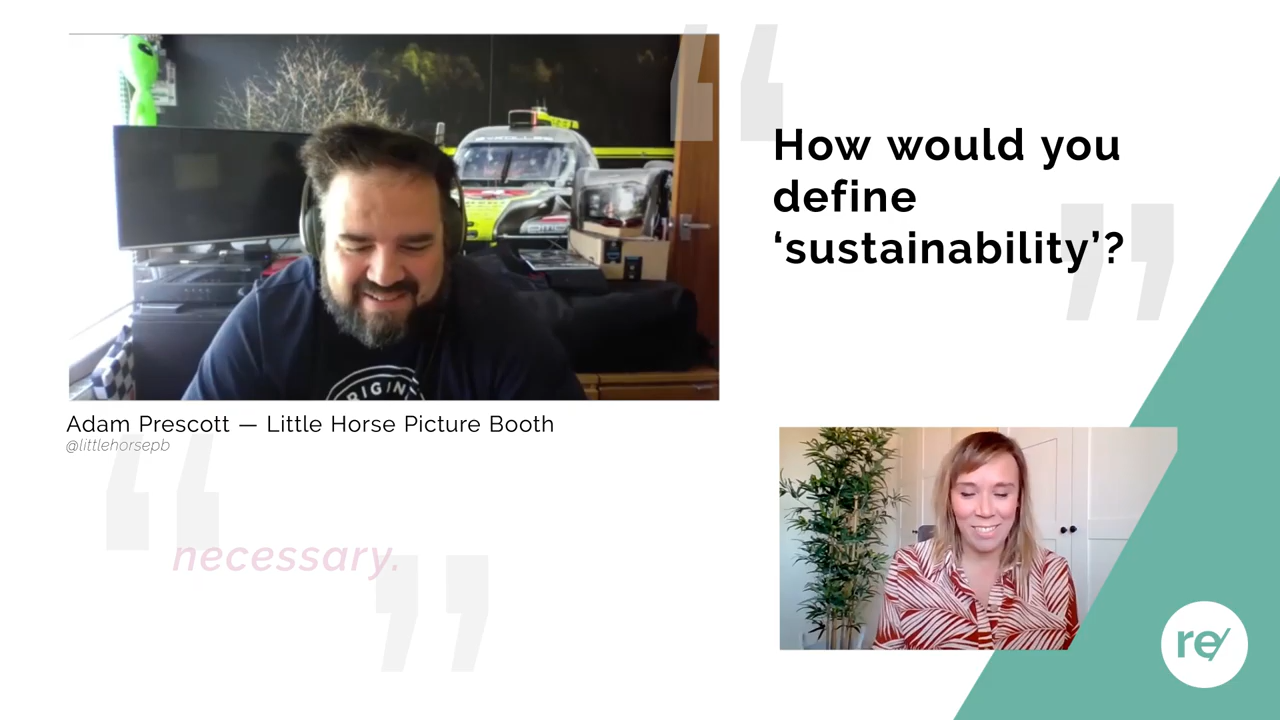 How would you
define
‘sustainability’?
Adam Prescott — Little Horse Picture Booth
@littlehorsepb
necessary.
re/